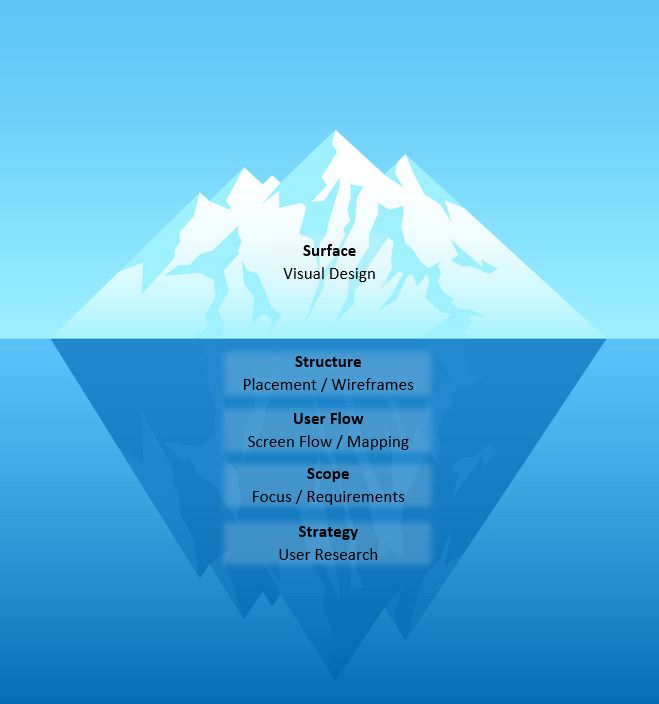 Surface
Visual Design
Structure
Placement / Wireframes
User Flow
Screen Flow / Mapping
Scope
Focus / Requirements
Strategy
User Research